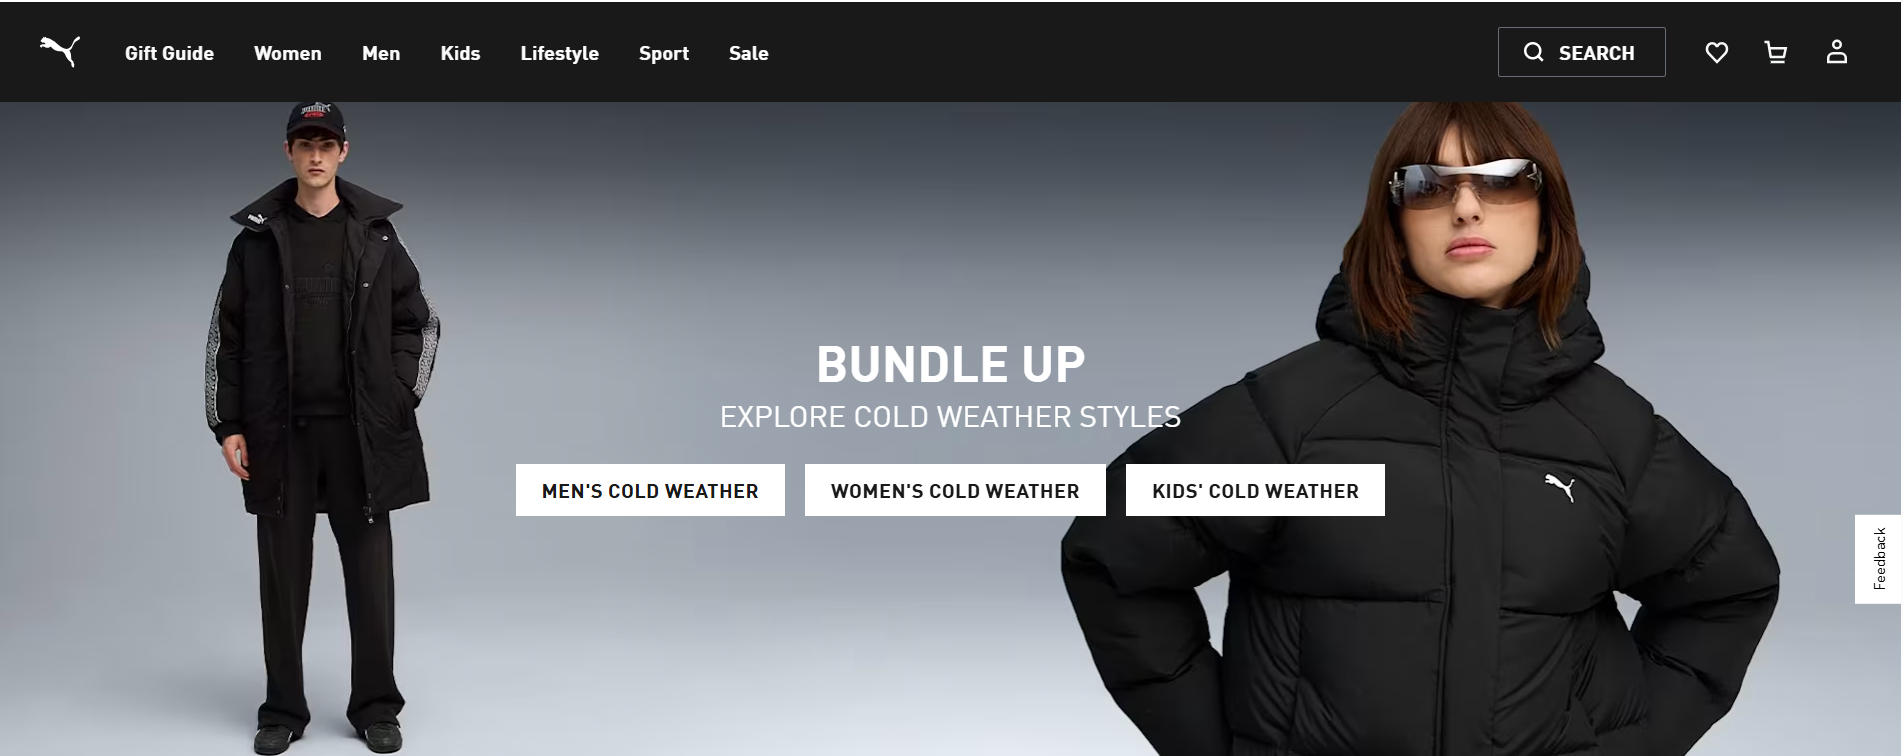 Gift Guide Women Men Kids Lifestyle Sport Sale SEARCH
BUNDLE UP
EXPLORE COLD WEATHER STYLES
MEN'S COLD WEATHER WOMEN'S COLD WEATHER KIDS' COLD WEATHER
Feedback